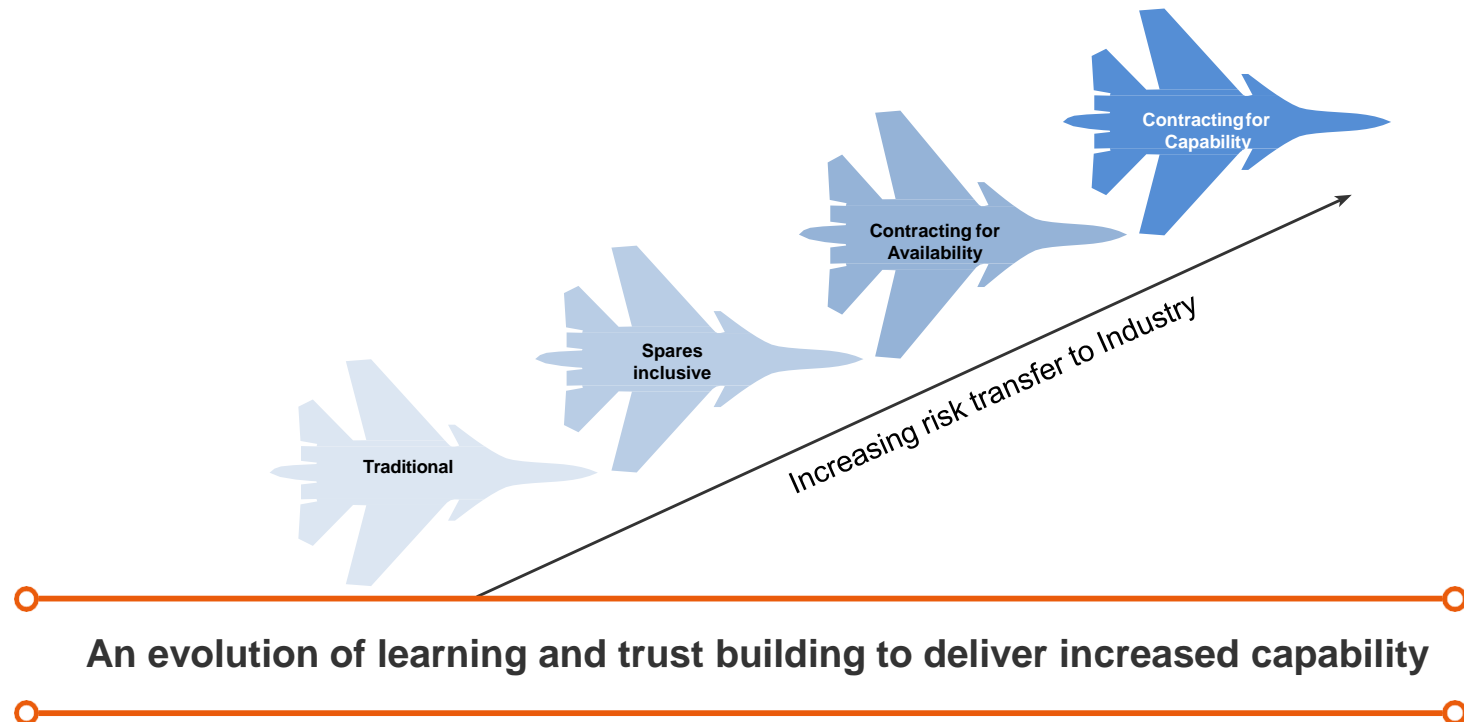 Contracting for
Capability
Contracting for
Availability
Spares
inclusive
Traditional
Increasing risk transfer to Industry
An evolution of learning and trust building to deliver increased capability